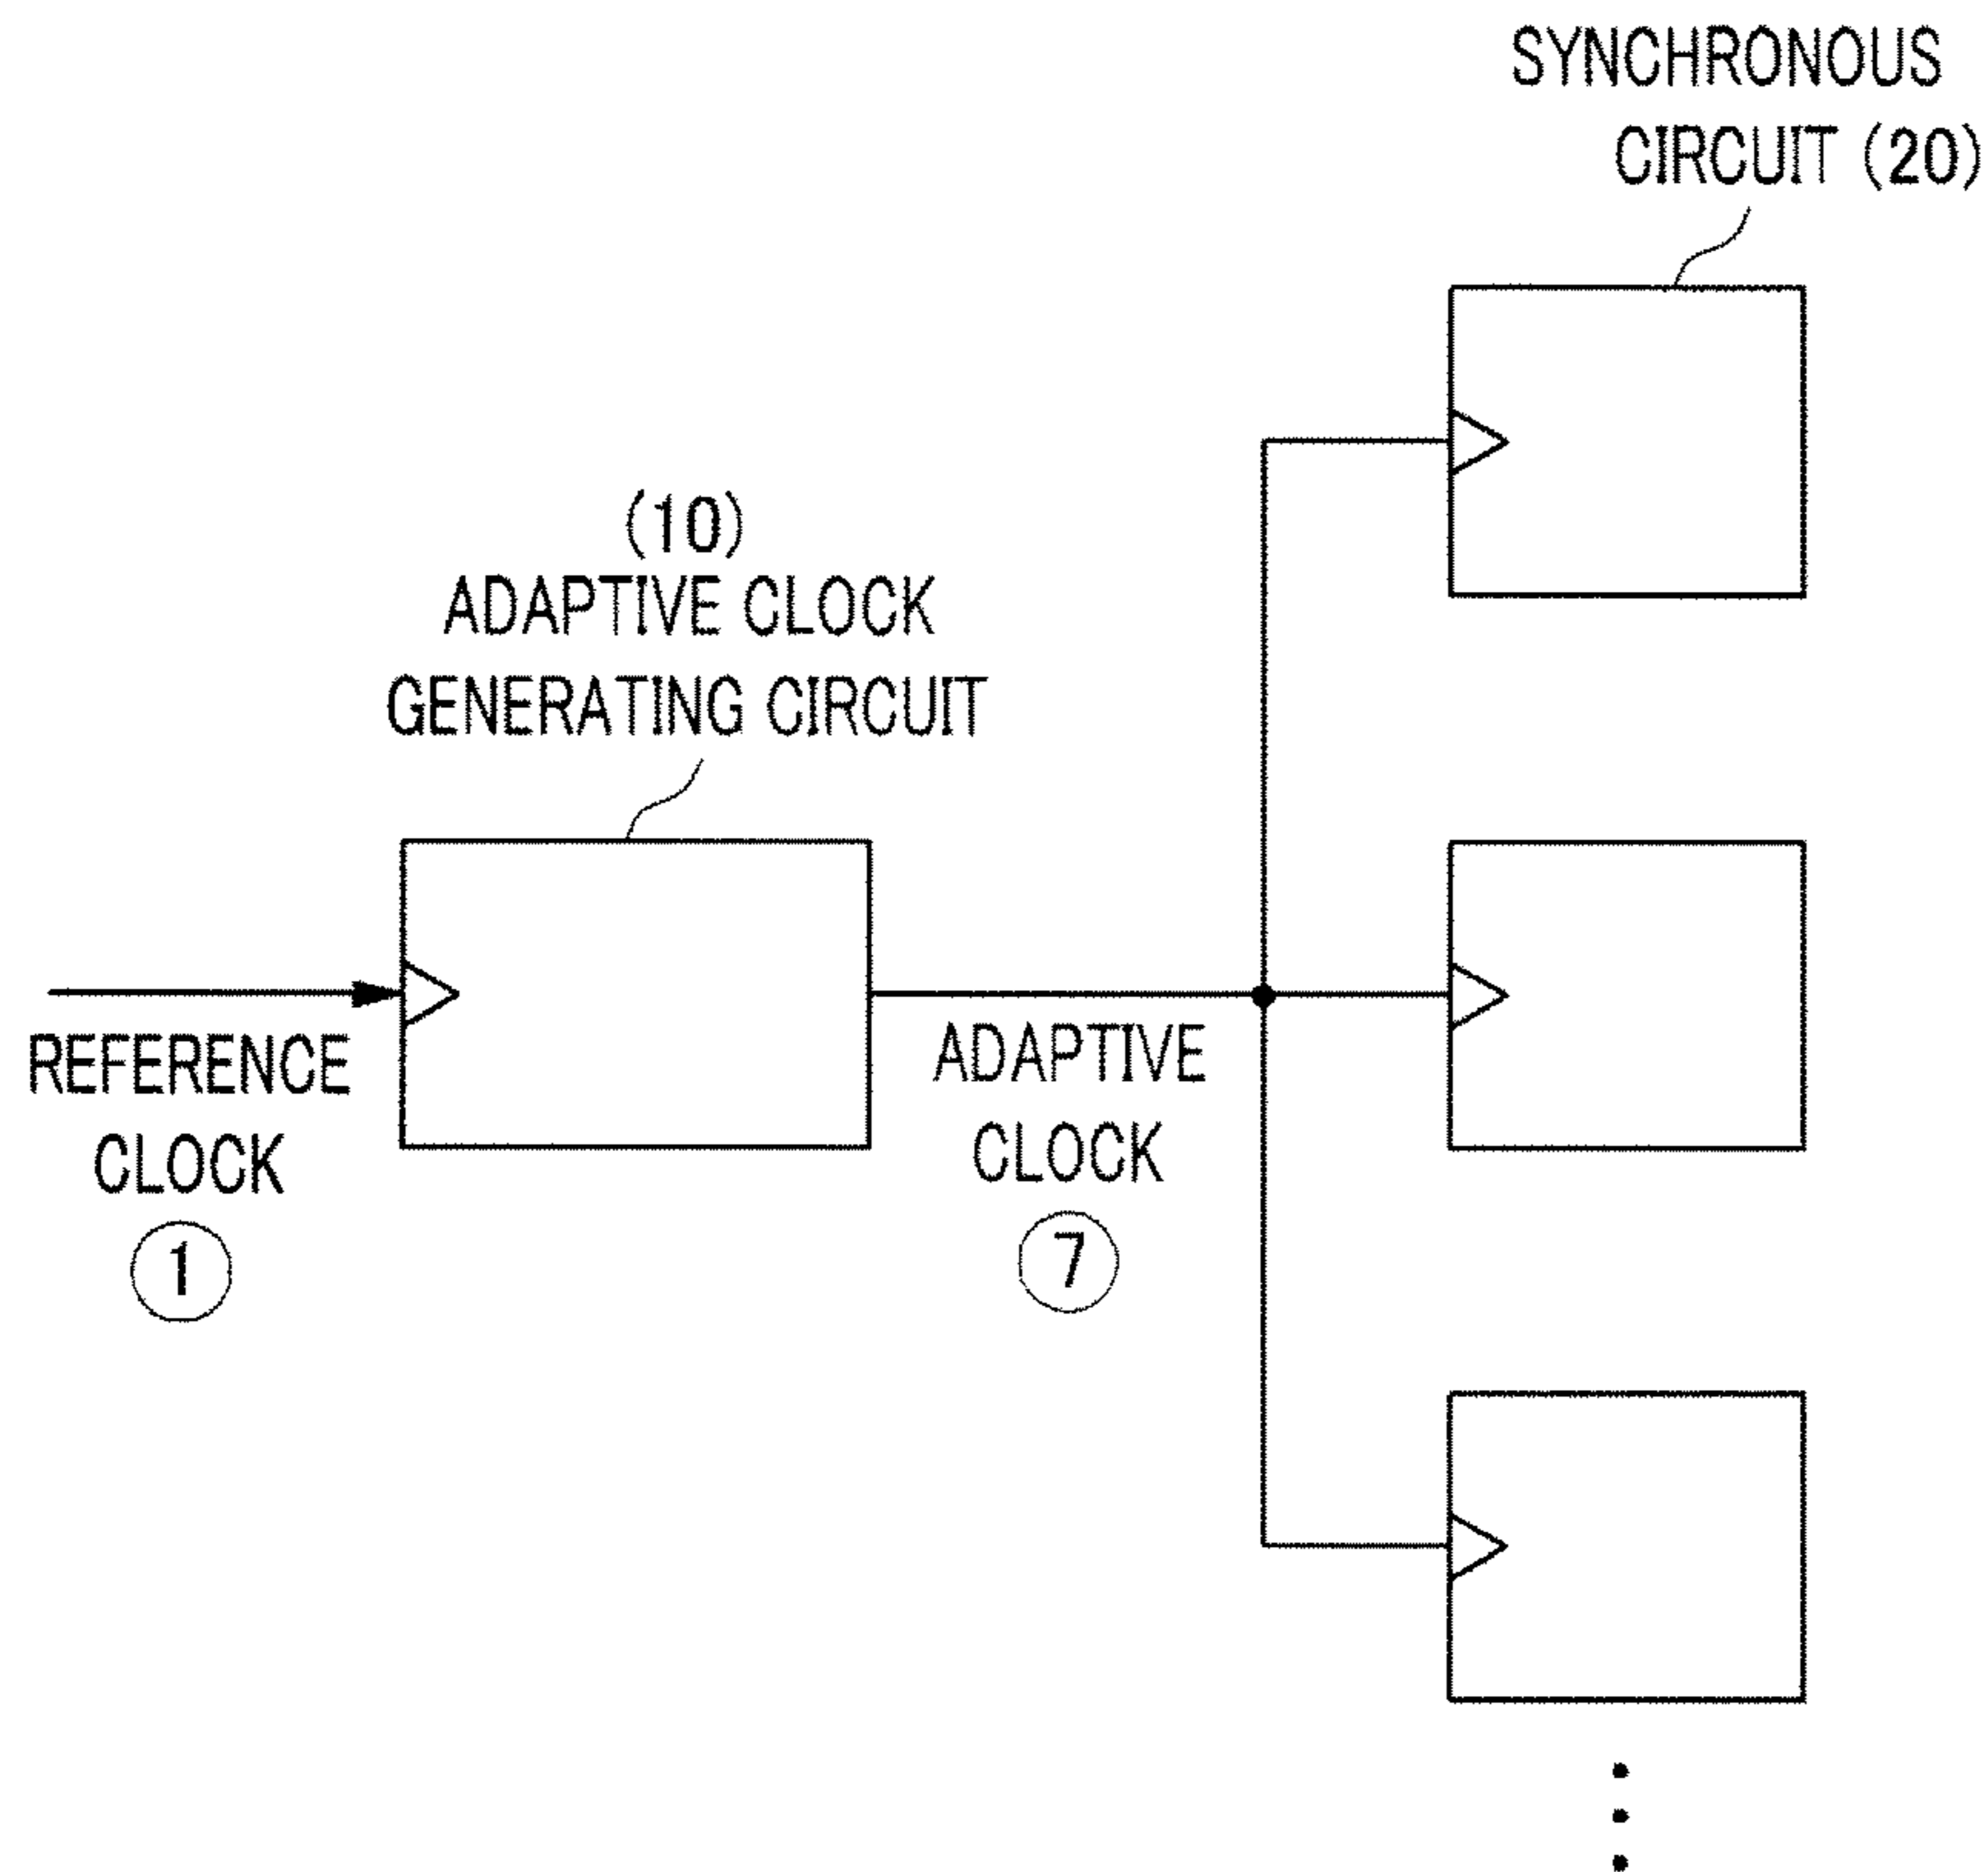 SYNCHRONOUS
CIRCUIT (20)
(10)
ADAPTIVE CLOCK
GENERATING CIRCUIT
REFERENCE
CLOCK
1
ADAPTIVE
CLOCK
7